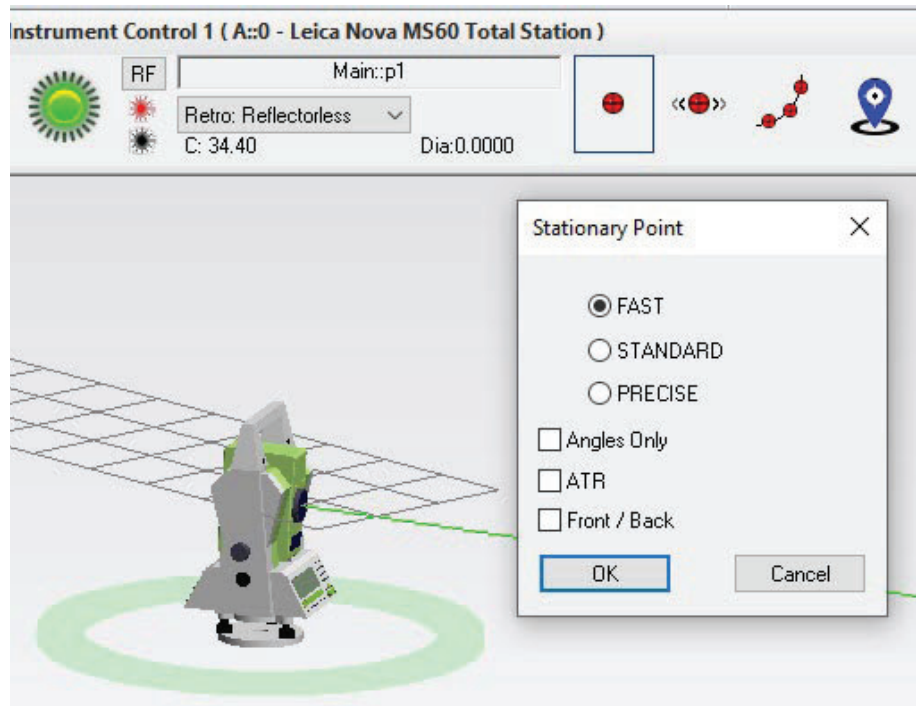 Instrument Control 1 ( A::0 - Leica Nova MS60 Total Station )
RF
Main::p1
Retro: Reflectorless
C: 34.40 Dia:0.0000
Stationary Point
FAST
STANDARD
PRECISE
Angles Only
ATR
Front / Back
OK Cancel